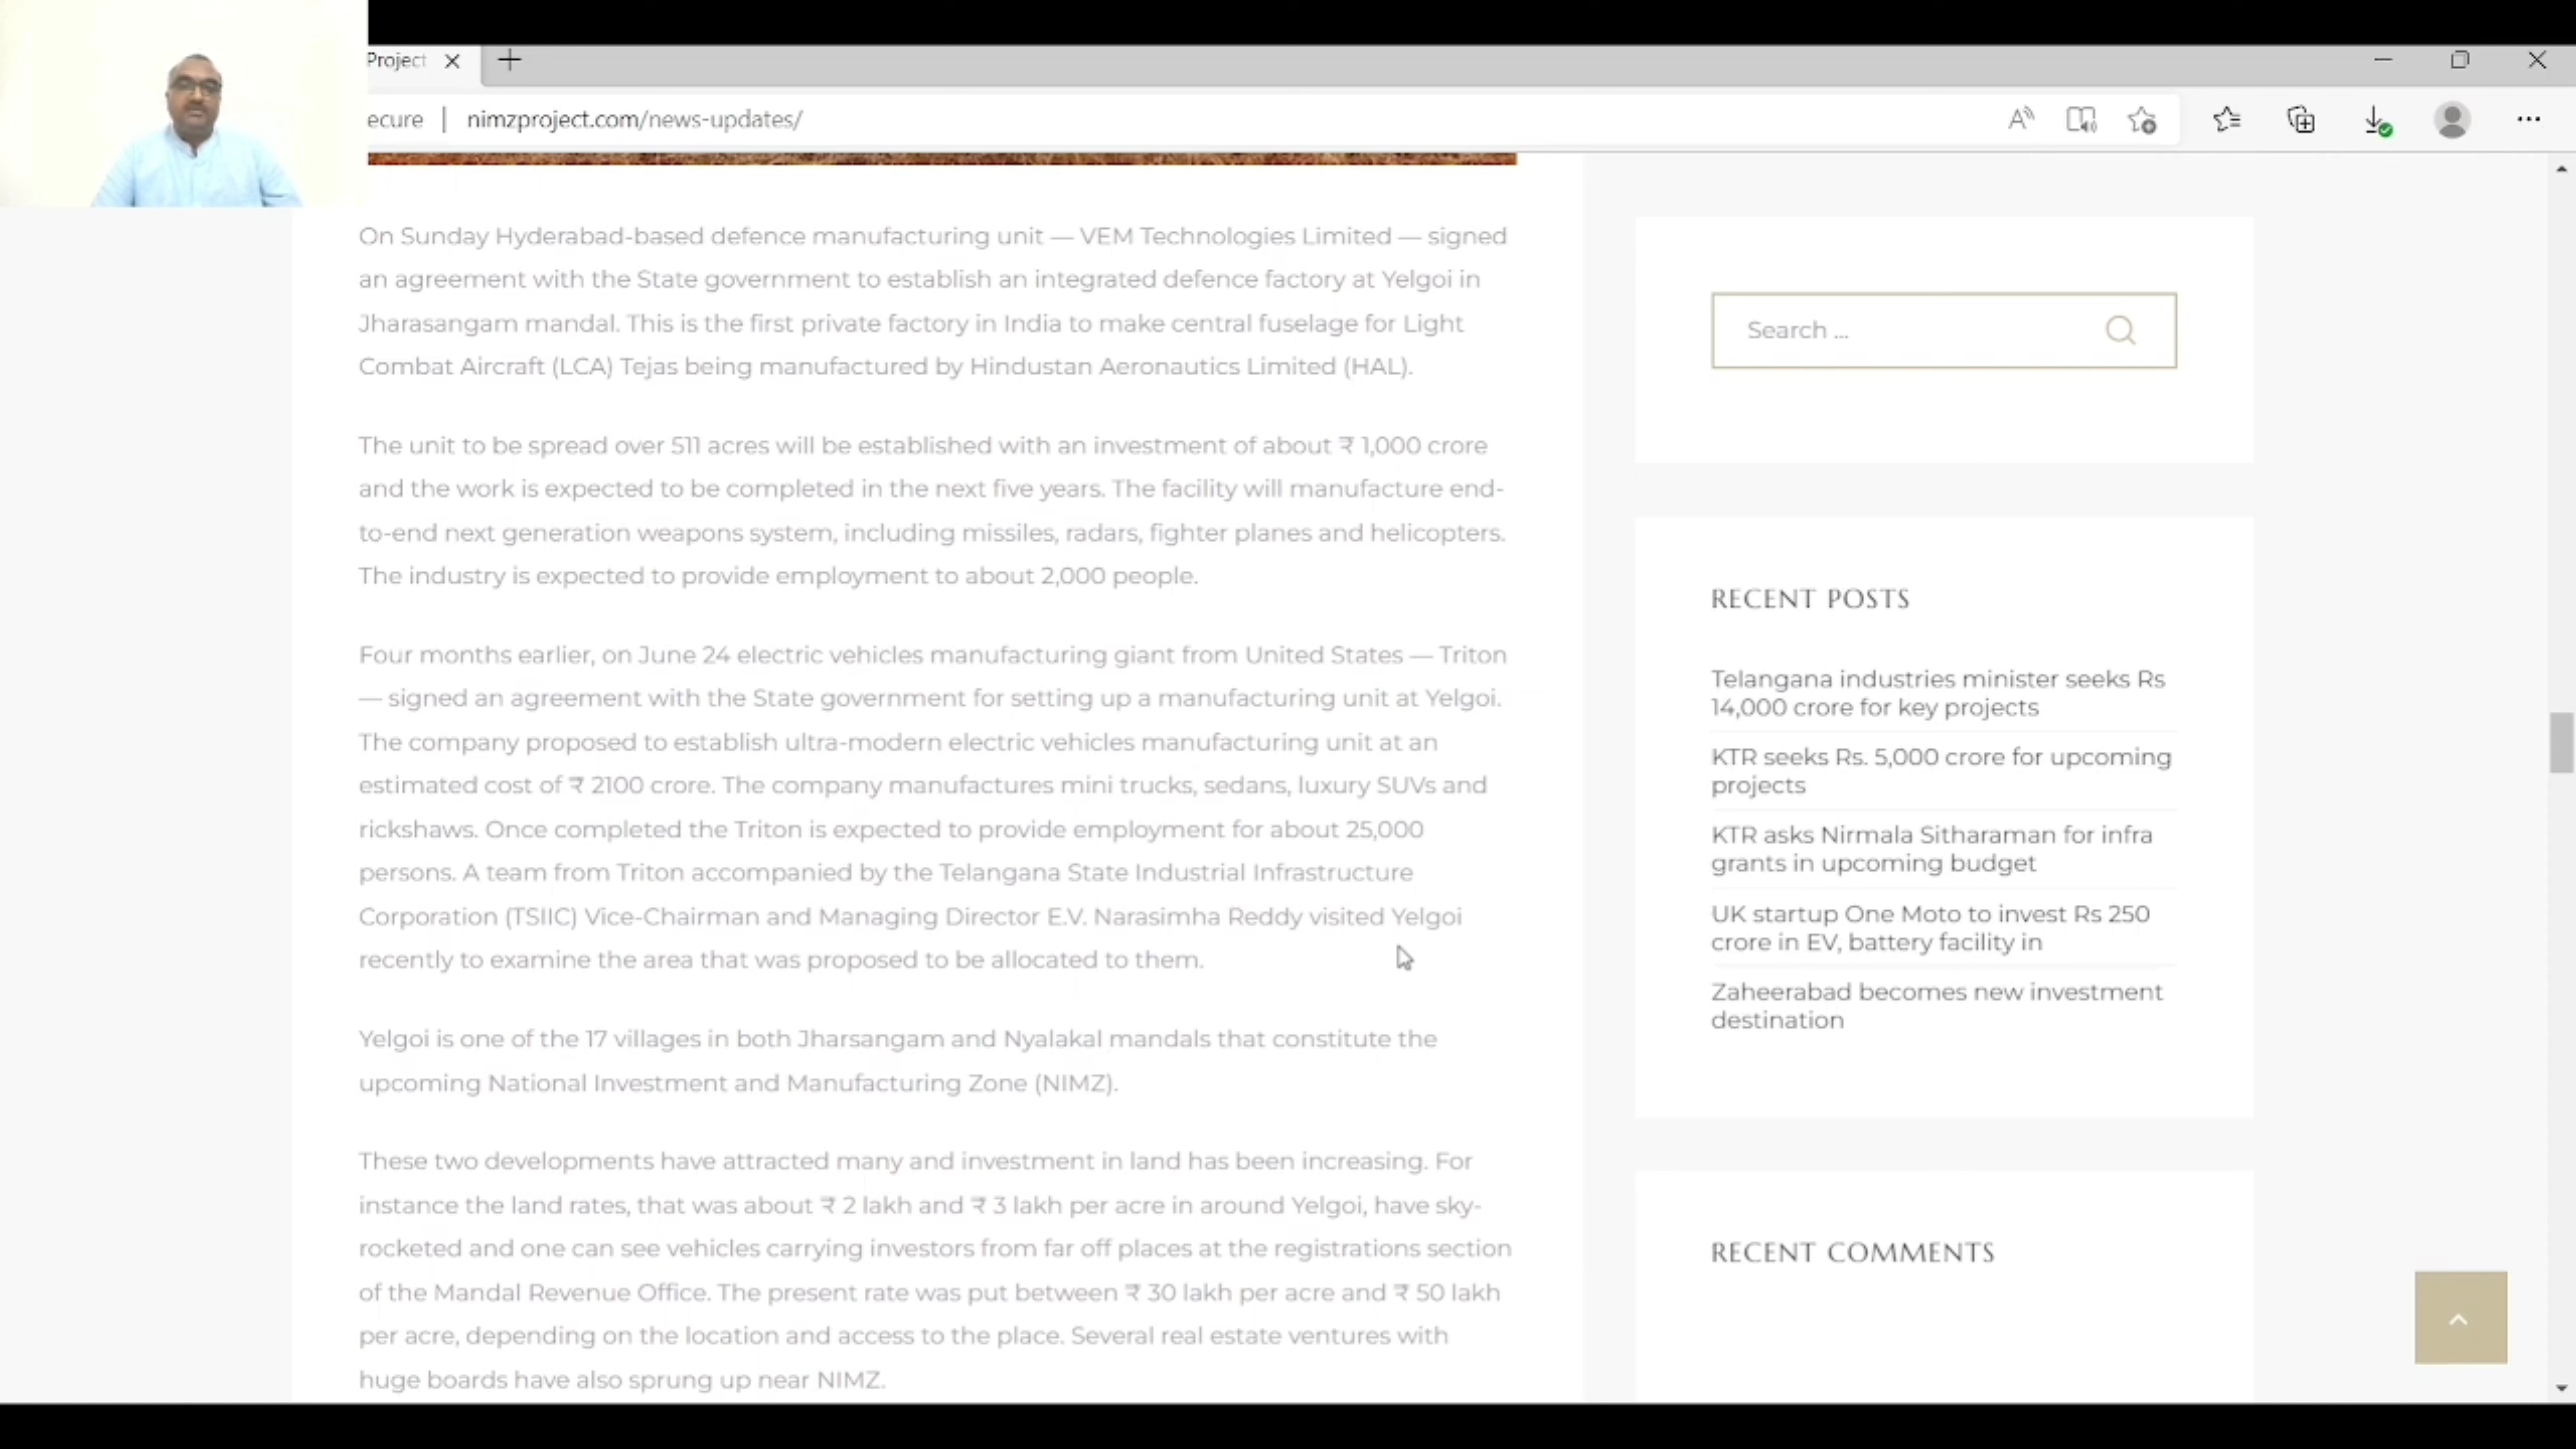 Project
ecure | nimzproject.com/news-updates/
On Sunday Hyderabad-based defence manufacturing unit — VEM Technologies Limited — signed
an agreement with the State government to establish an integrated defence factory at Yelgoi in
Jharasangam mandal. This is the first private factory in India to make central fuselage for Light
Combat Aircraft (LCA) Tejas being manufactured by Hindustan Aeronautics Limited (HAL).
The unit to be spread over 511 acres will be established with an investment of about ₹ 1,000 crore
and the work is expected to be completed in the next five years. The facility will manufacture end-
to-end next generation weapons system, including missiles, radars, fighter planes and helicopters.
The industry is expected to provide employment to about 2,000 people.
Four months earlier, on June 24 electric vehicles manufacturing giant from United States — Triton
— signed an agreement with the State government for setting up a manufacturing unit at Yelgoi.
The company proposed to establish ultra-modern electric vehicles manufacturing unit at an
estimated cost of ₹ 2100 crore. The company manufactures mini trucks, sedans, luxury SUVs and
rickshaws. Once completed the Triton is expected to provide employment for about 25,000
persons. A team from Triton accompanied by the Telangana State Industrial Infrastructure
Corporation (TSIIC) Vice-Chairman and Managing Director E.V. Narasimha Reddy visited Yelgoi
recently to examine the area that was proposed to be allocated to them.
Yelgoi is one of the 17 villages in both Jharsangam and Nyalakal mandals that constitute the
upcoming National Investment and Manufacturing Zone (NIMZ).
These two developments have attracted many and investment in land has been increasing. For
instance the land rates, that was about ₹ 2 lakh and ₹ 3 lakh per acre in around Yelgoi, have sky-
rocketed and one can see vehicles carrying investors from far off places at the registrations section
of the Mandal Revenue Office. The present rate was put between ₹ 30 lakh per acre and ₹ 50 lakh
per acre, depending on the location and access to the place. Several real estate ventures with
huge boards have also sprung up near NIMZ.
Search ...
RECENT POSTS
Telangana industries minister seeks Rs
14,000 crore for key projects
KTR seeks Rs. 5,000 crore for upcoming
projects
KTR asks Nirmala Sitharaman for infra
grants in upcoming budget
UK startup One Moto to invest Rs 250
crore in EV, battery facility in
Zaheerabad becomes new investment
destination
RECENT COMMENTS